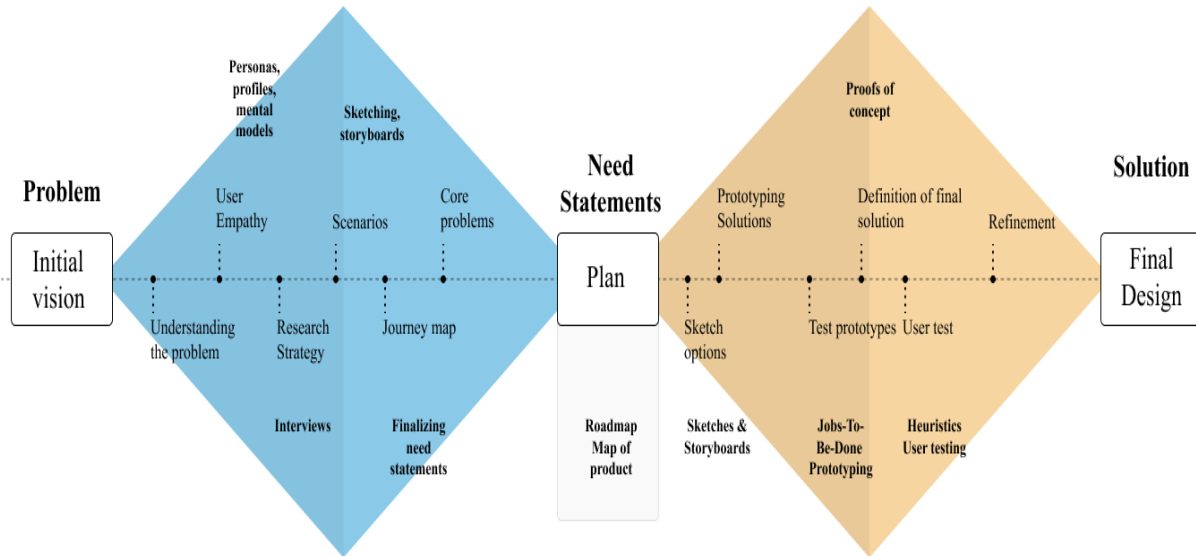 Personas,
profiles,
mental
models
Sketching,
storyboards
Proofs of
concept
Problem
Need
Statements
Solution
User
Empathy
Scenarios
Core
problems
Prototyping
Solutions
Definition of final
solution
Refinement
Initial
vision
Plan
Final
Design
Understanding
the problem
Research
Strategy
Journey map
Sketch
options
Test prototypes
User test
Interviews
Finalizing
need
statements
Roadmap
Map of
product
Sketches &
Storyboards
Jobs-To-
Be-Done
Prototyping
Heuristics
User testing